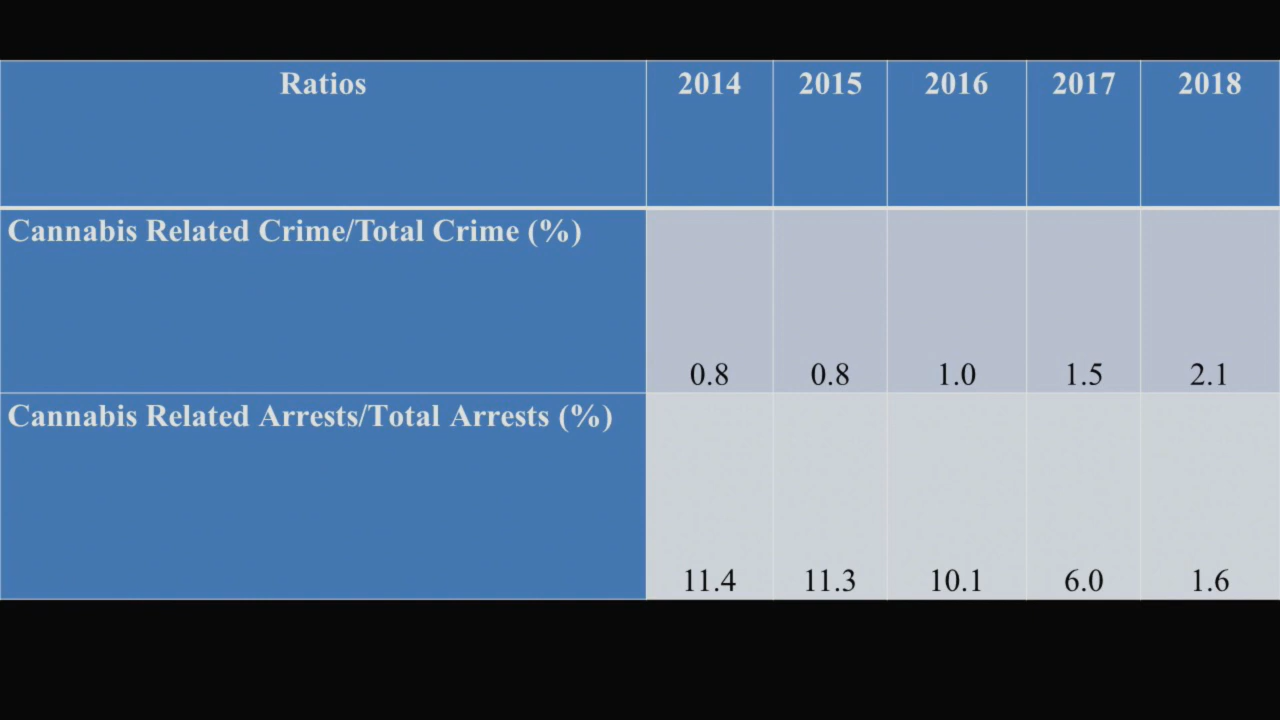 Ratios 2014 2015 2016 2017 2018
Cannabis Related Crime/Total Crime (%)
0.8 0.8 1.0 1.5 2.1
Cannabis Related Arrests/Total Arrests (%)
11.4 11.3 10.1 6.0 1.6